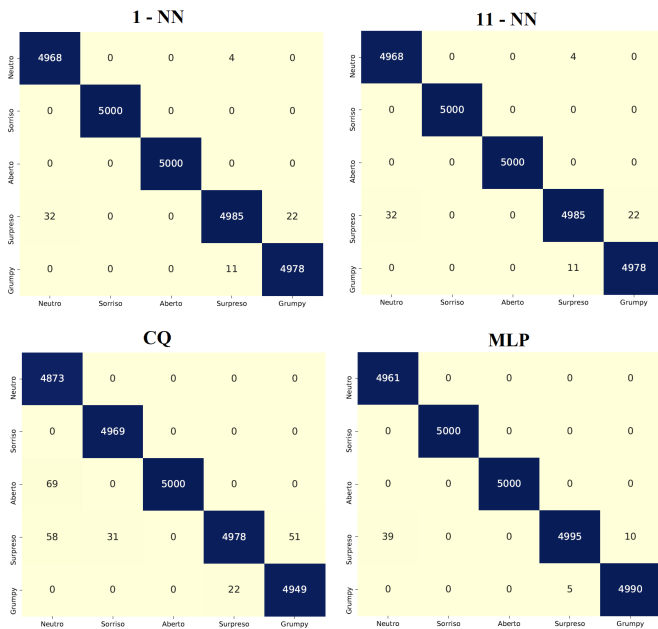 1 - NN
Neutro 4968 0 0 4 0
Sorriso 0 5000 0 0 0
Aberto 0 0 5000 0 0
Surpreso 32 0 0 4985 22
Grumpy 0 0 0 11 4978
Neutro Sorriso Aberto Surpreso Grumpy
11 - NN
Neutro 4968 0 0 4 0
Sorriso 0 5000 0 0 0
Aberto 0 0 5000 0 0
Surpreso 32 0 0 4985 22
Grumpy 0 0 0 11 4978
Neutro Sorriso Aberto Surpreso Grumpy
CQ
Neutro 4873 0 0 0 0
Sorriso 0 4969 0 0 0
Aberto 69 0 5000 0 0
Surpreso 58 31 0 4978 51
Grumpy 0 0 0 22 4949
Neutro Sorriso Aberto Surpreso Grumpy
MLP
Neutro 4961 0 0 0 0
Sorriso 0 5000 0 0 0
Aberto 0 0 5000 0 0
Surpreso 39 0 0 4995 10
Grumpy 0 0 0 5 4990
Neutro Sorriso Aberto Surpreso Grumpy